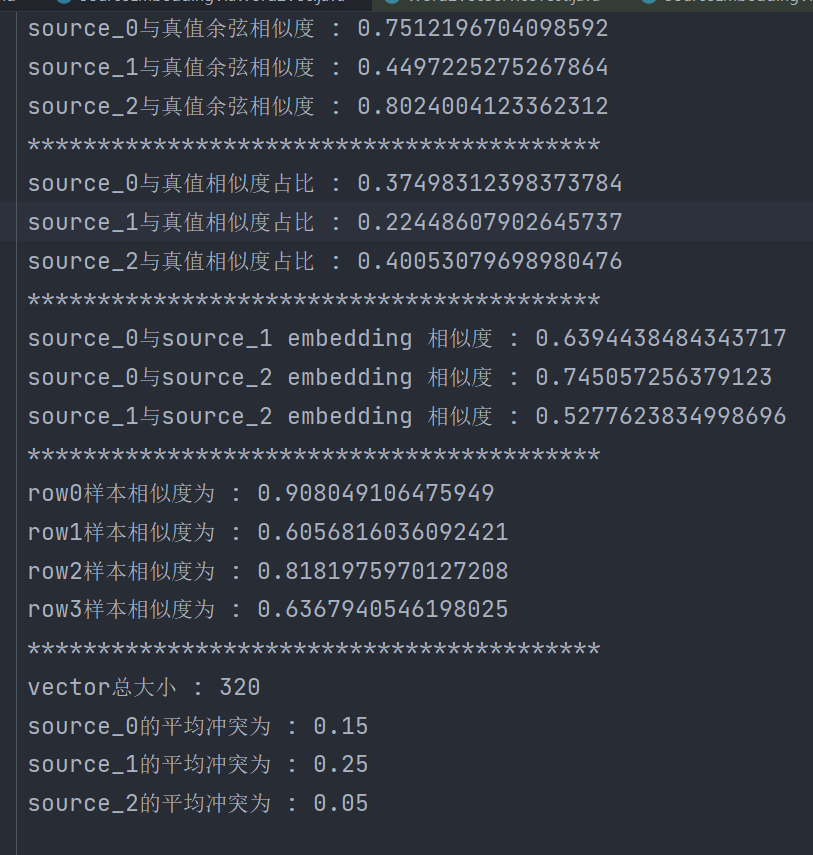 source_0与真值余弦相似度 : 0.7512196704098592
source_1与真值余弦相似度 : 0.4497225275267864
source_2与真值余弦相似度 : 0.8024004123362312
*****************************************
source_0与真值相似度占比 : 0.37498312398373784
source_1与真值相似度占比 : 0.22448607902645737
source_2与真值相似度占比 : 0.40053079698980476
*****************************************
source_0与source_1 embedding 相似度 : 0.6394438484343717
source_0与source_2 embedding 相似度 : 0.745057256379123
source_1与source_2 embedding 相似度 : 0.5277623834998696
*****************************************
row0样本相似度为 : 0.908049106475949
row1样本相似度为 : 0.6056816036092421
row2样本相似度为 : 0.8181975970127208
row3样本相似度为 : 0.6367940546198025
*****************************************
vector总大小 : 320
source_0的平均冲突为 : 0.15
source_1的平均冲突为 : 0.25
source_2的平均冲突为 : 0.05